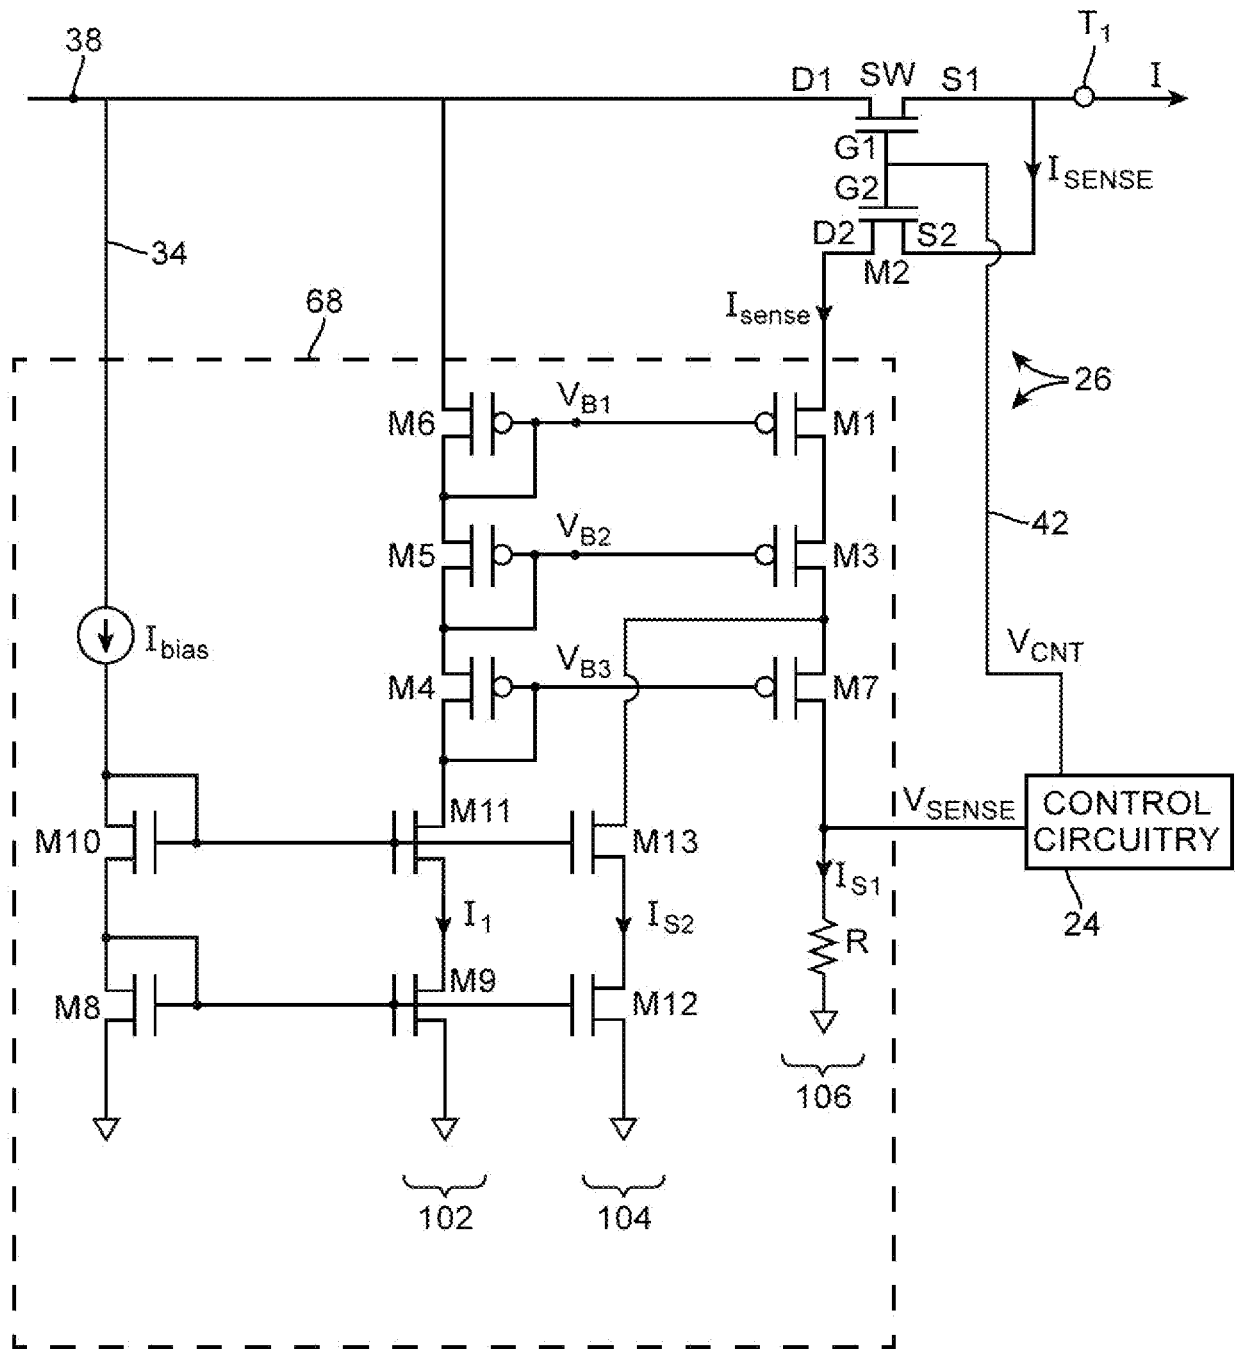 T1
38
D1 SW S1 I
G1
ISENSE
G2
D2 S2
34
M2
68
Isense
26
VB1
M6 M1
VB2
M5 M3
42
Ibias
VB3
VCNT
M4 M7
M11 VSENSE CONTROL
M10 M13 CIRCUITRY
IS1
I1 IS2 24
R
M9
M8 M12
106
102 104